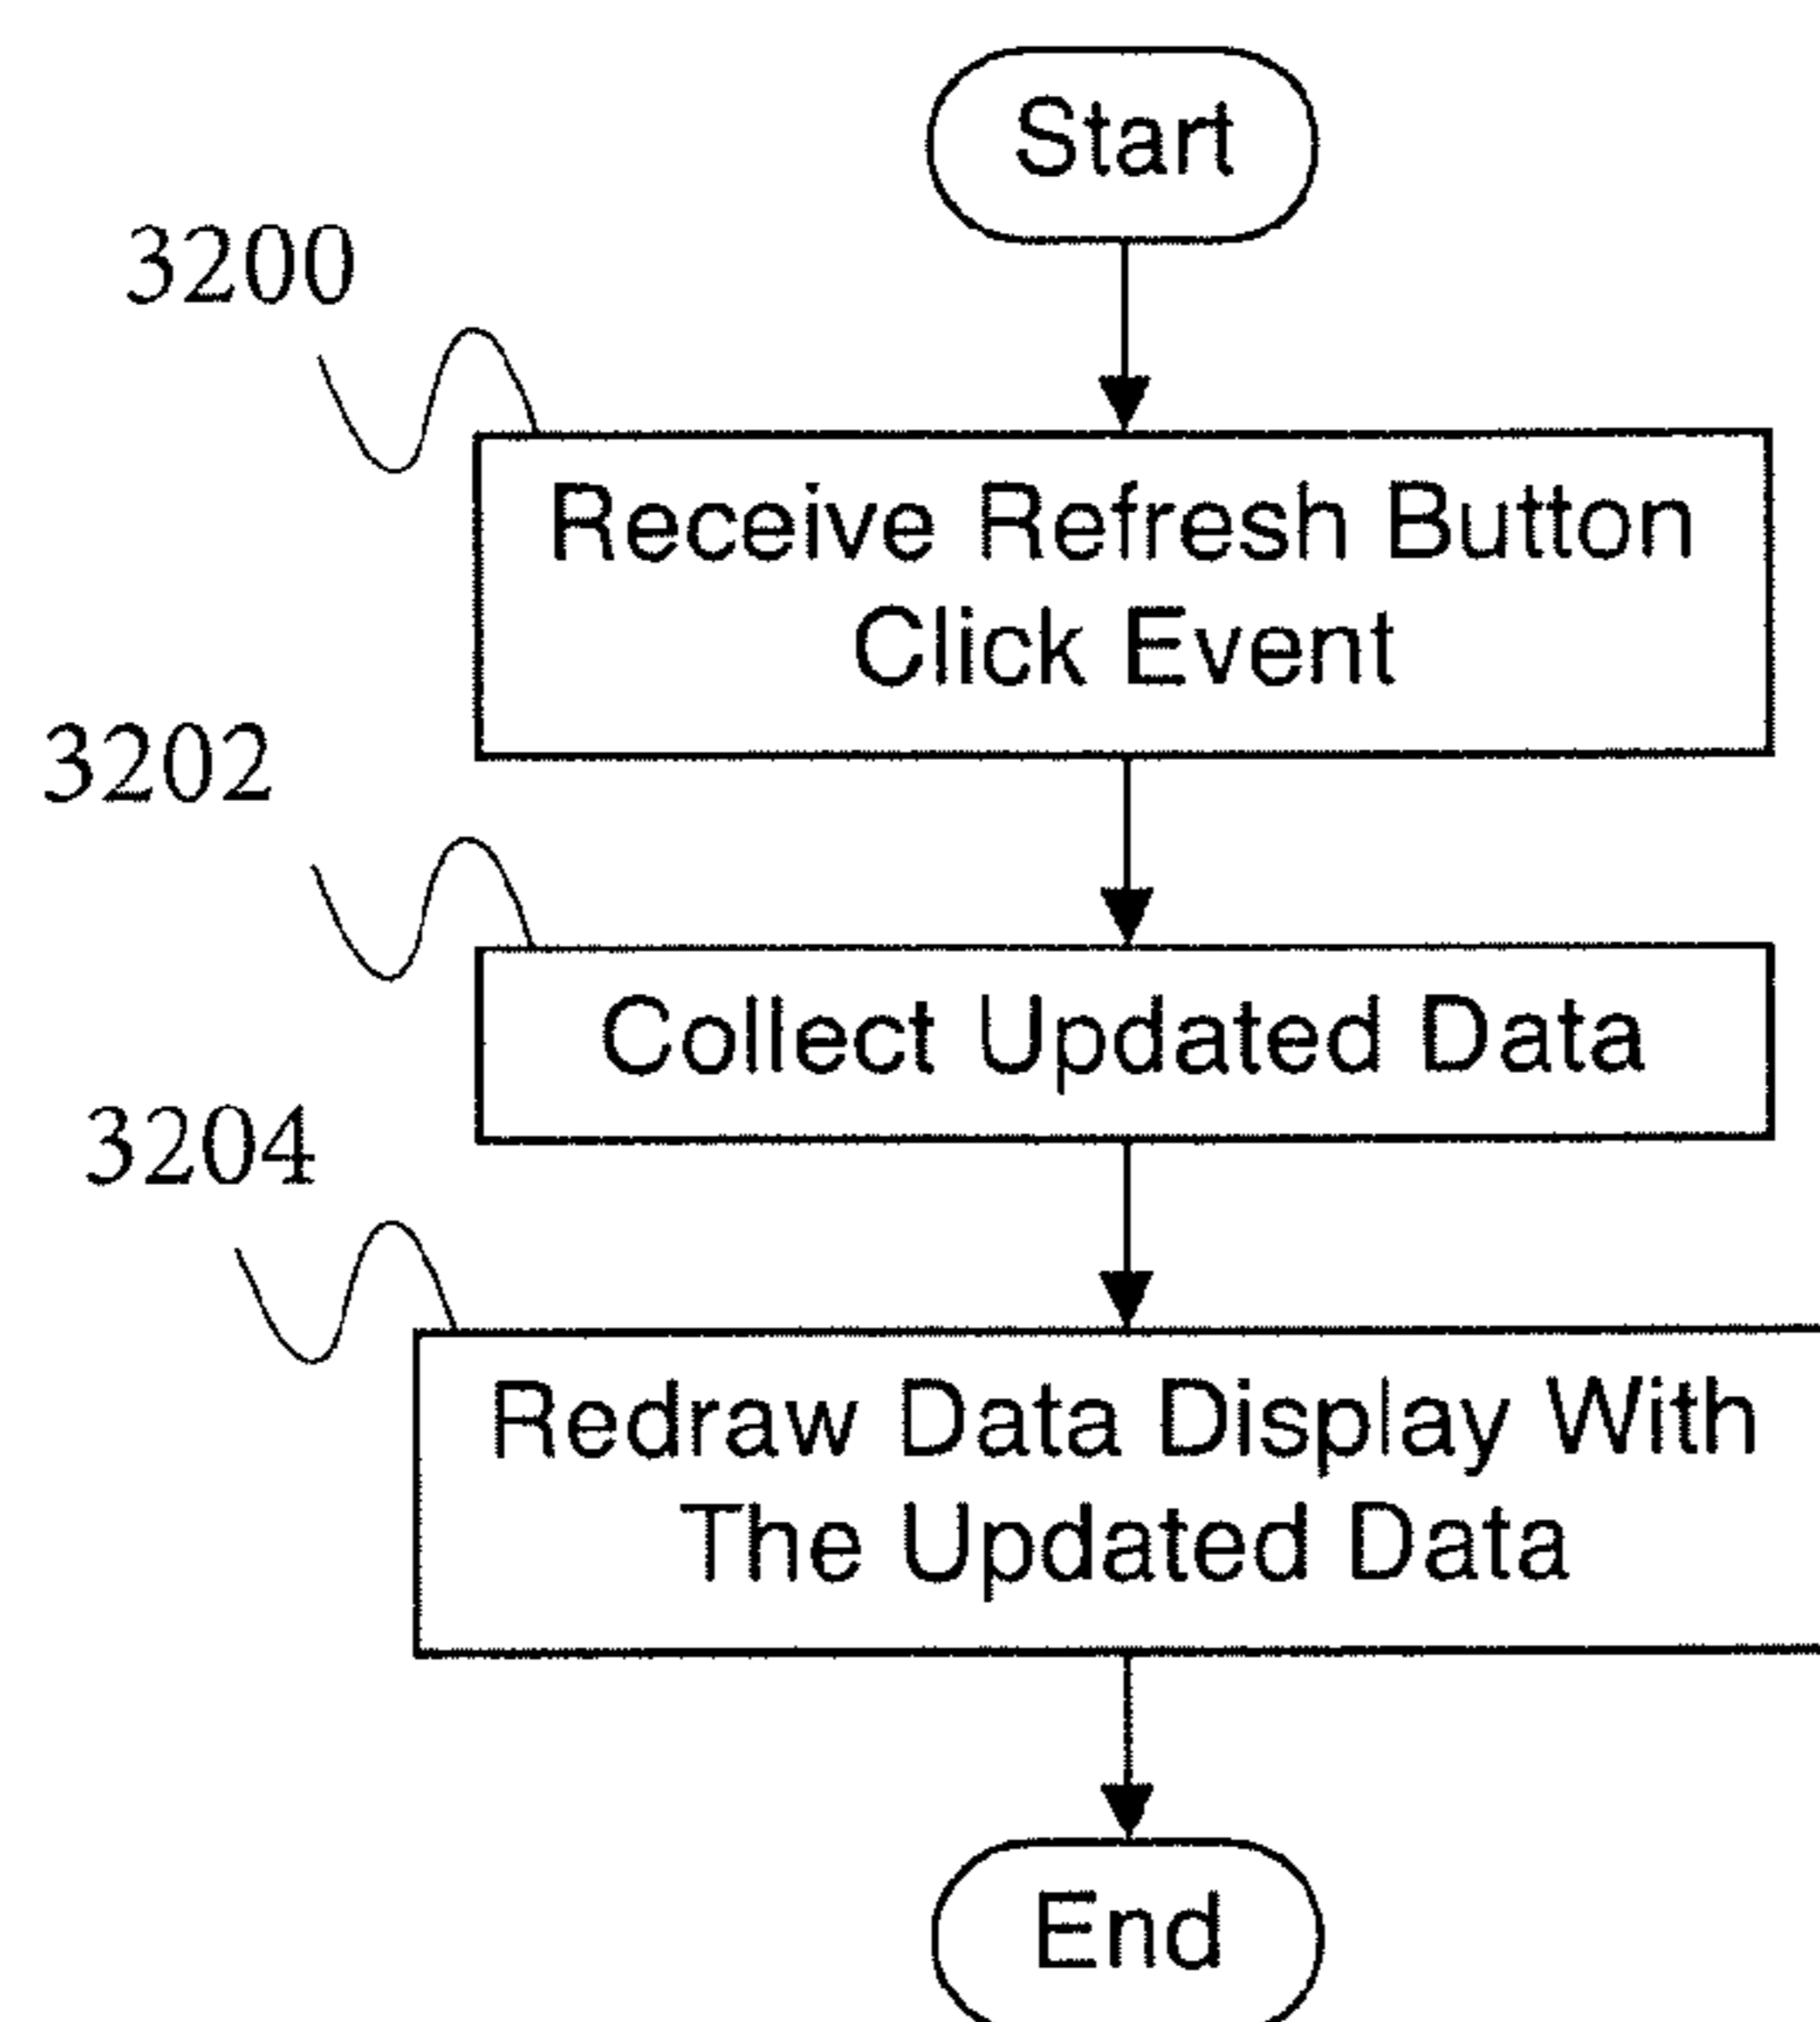 Start
3200
Receive Refresh Button
Click Event
3202
Collect Updated Data
3204
Redraw Data Display With
The Updated Data
End